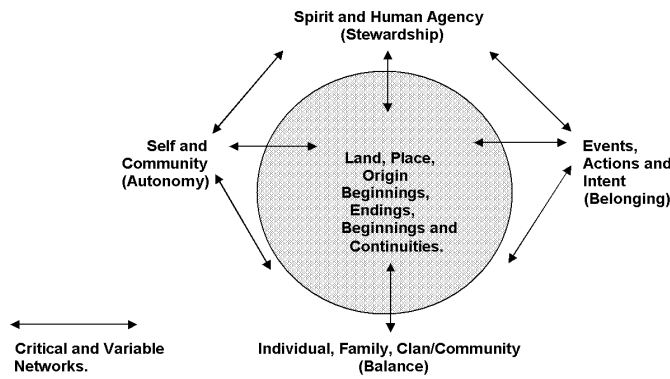 Spirit and Human Agency
(Stewardship)
Self and
Community
(Autonomy)
Land, Place,
Origin
Beginnings,
Endings,
Beginnings and
Continuities.
Events,
Actions and
Intent
(Belonging)
Critical and Variable
Networks.
Individual, Family, Clan/Community
(Balance)